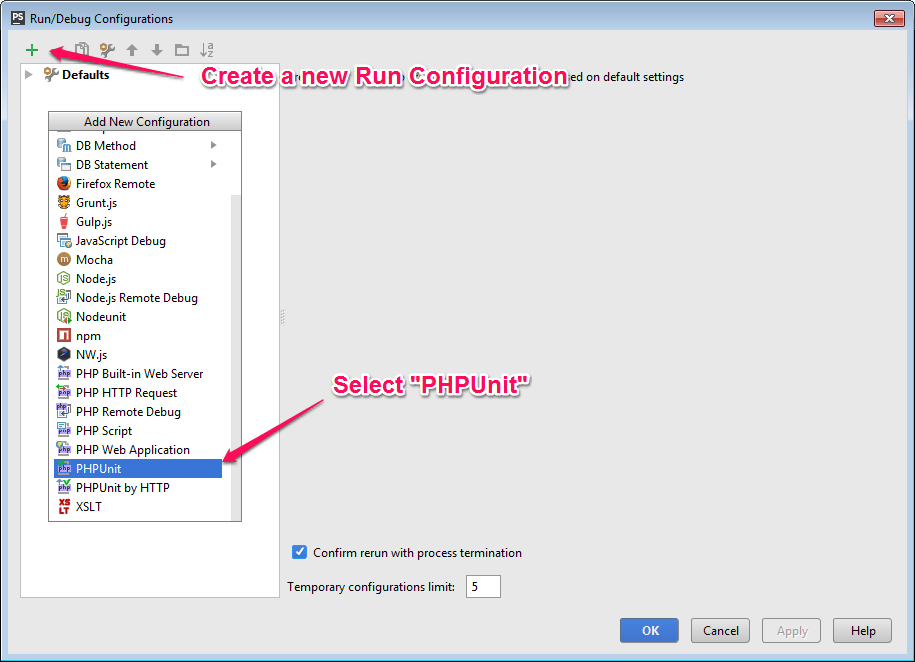 PS Run/Debug Configurations
Defaults
Create a new Run Configuration ed on default settings
Add New Configuration
DB Method
DB Statement
Firefox Remote
Grunt.js
Gulp.js
JavaScript Debug
Mocha
Node.js
Node.js Remote Debug
Nodeunit
npm
NW.js
PHP Built-in Web Server
Select "PHPUnit"
PHP HTTP Request
PHP Remote Debug
PHP Script
PHP Web Application
PHPUnit
PHPUnit by HTTP
XSLT
Confirm rerun with process termination
Temporary configurations limit: 5
OK Cancel Apply Help